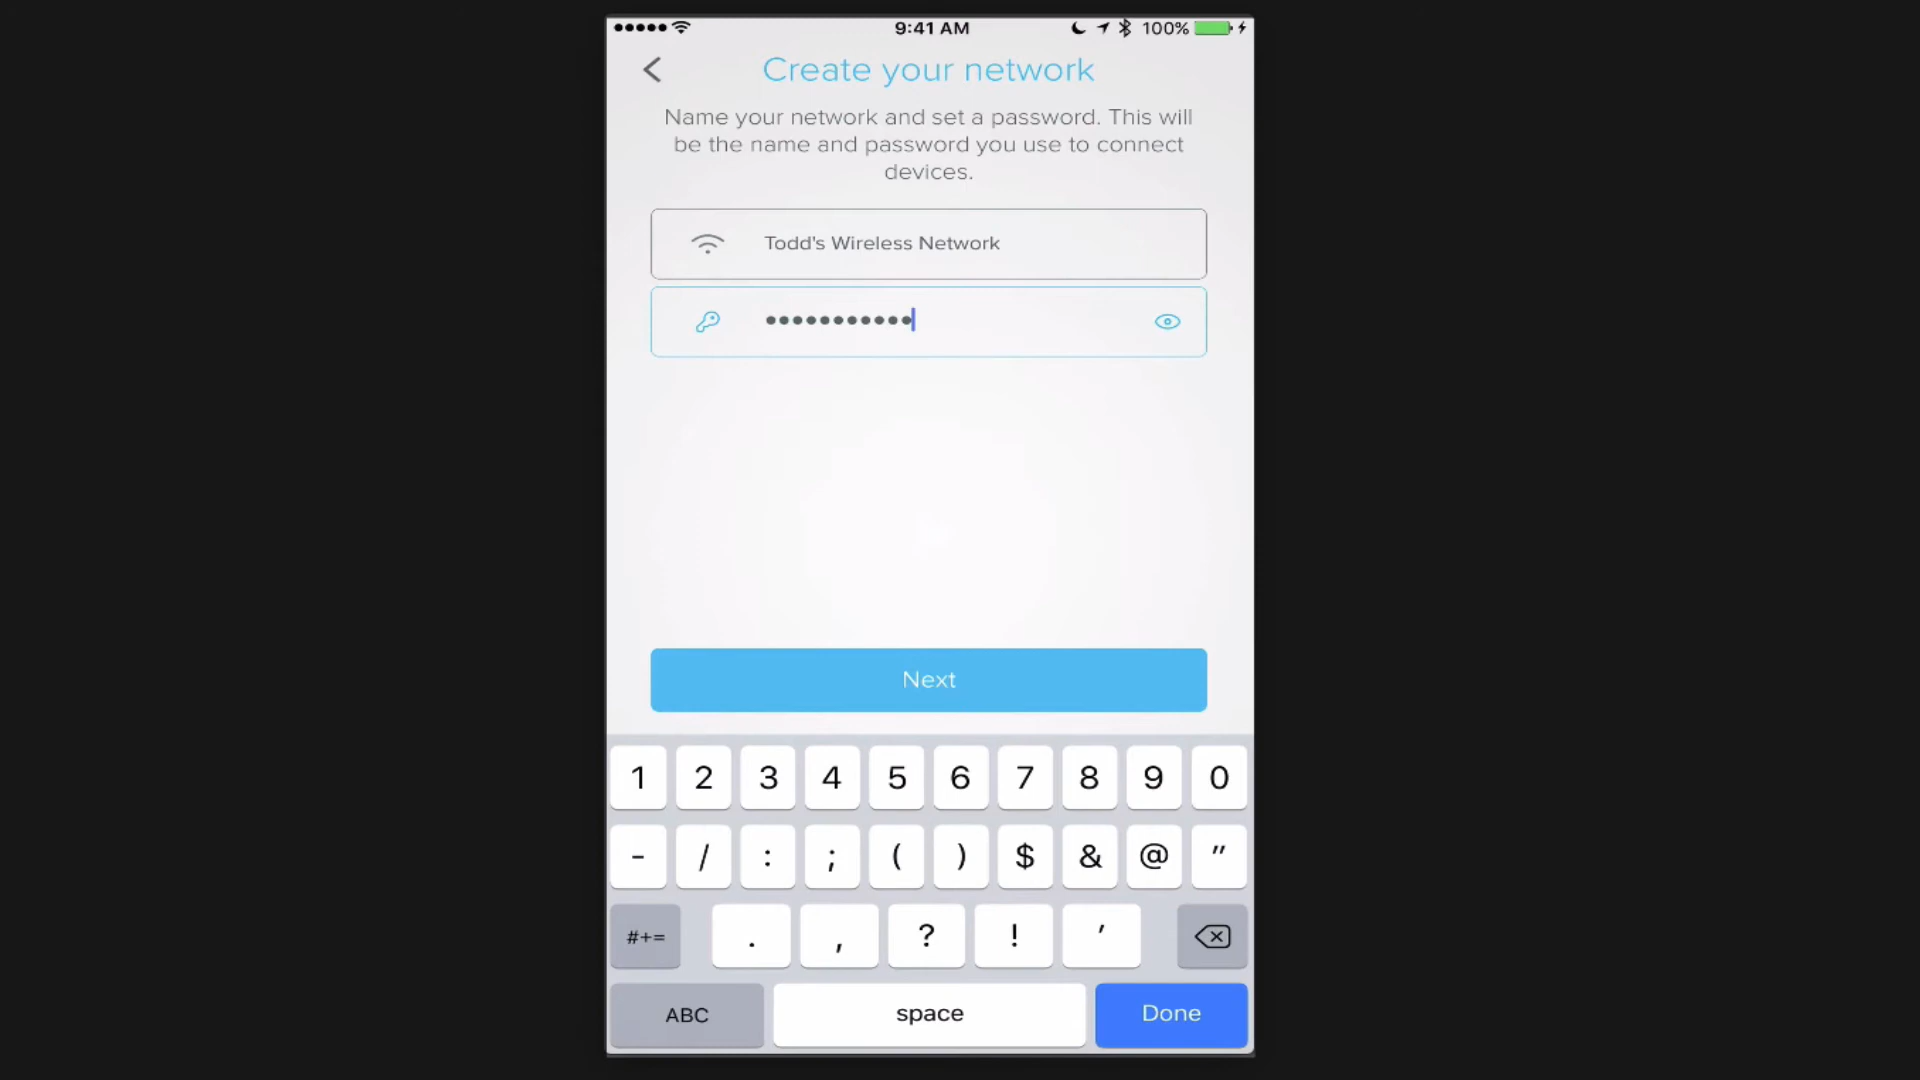 9:41 AM 100%
Create your network
Name your network and set a password. This will
be the name and password you use to connect
devices.
Todd's Wireless Network
•••••••••••
Next
1 2 3 4 5 6 7 8 9 0
- / : ; ( ) $ & @ "
#+= . , ? ! '
ABC space Done